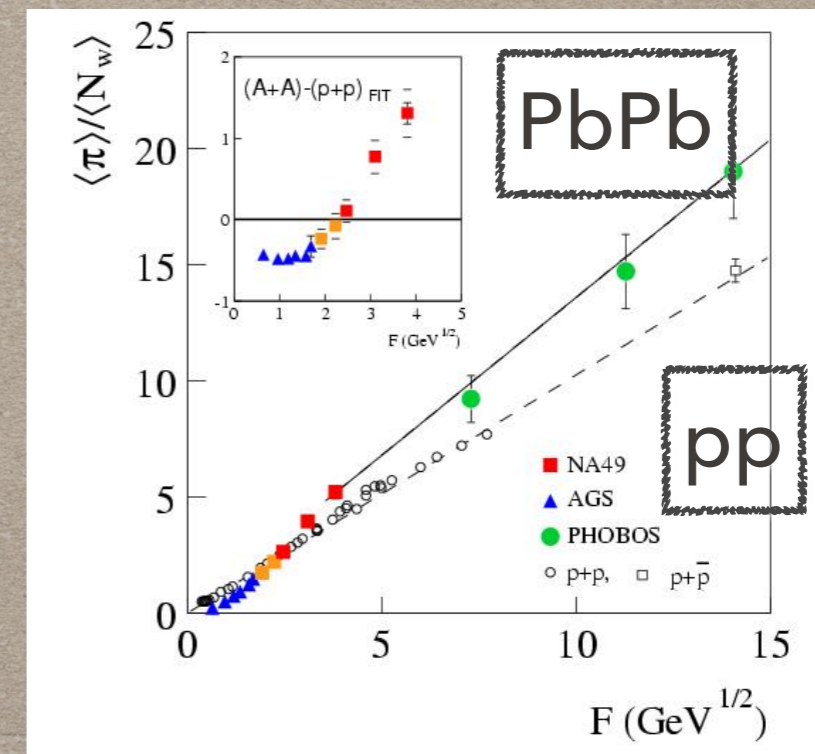 ⟨π⟩/⟨N_w⟩
25
20
15
10
5
0
2
1
0
-1
(A+A)-(p+p) FIT
0 1 2 3 4 5
F (GeV^1/2)
PbPb
pp
NA49
AGS
PHOBOS
p+p, p+p̅
0 5 10 15
F (GeV^1/2)